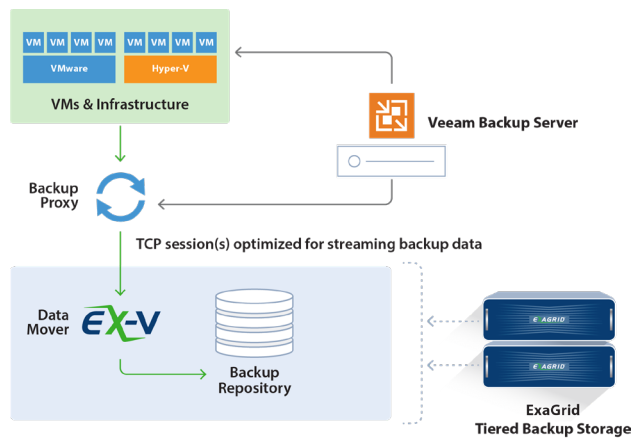 VM VM VM VM VM VM VM VM
VMware Hyper-V
VMs & Infrastructure
Veeam Backup Server
Backup
Proxy
TCP session(s) optimized for streaming backup data
Data
Mover
EX-V
Backup
Repository
EXAGRID
EXAGRID
ExaGrid
Tiered Backup Storage